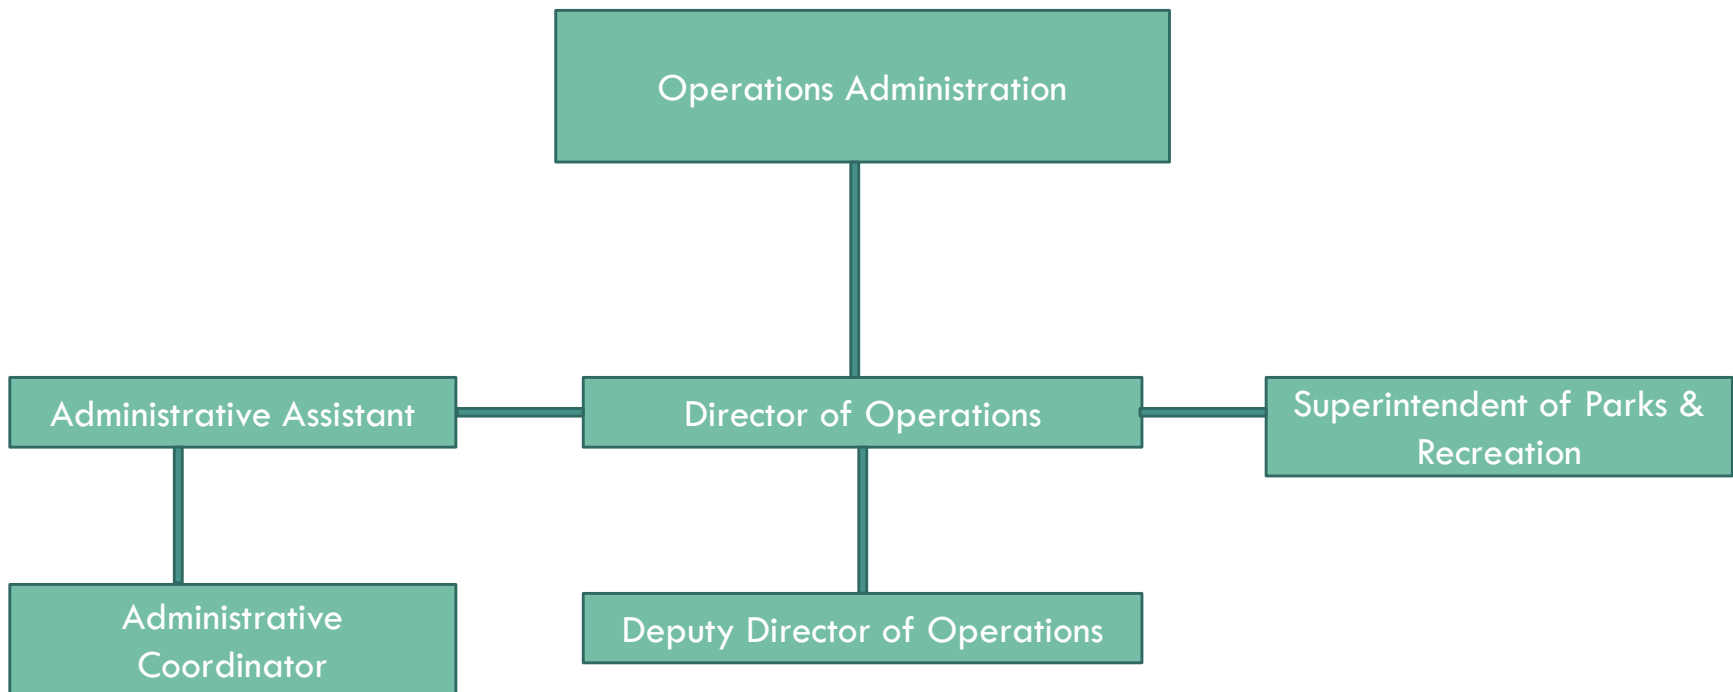 Operations Administration
Administrative Assistant
Director of Operations
Superintendent of Parks &
Recreation
Administrative
Coordinator
Deputy Director of Operations